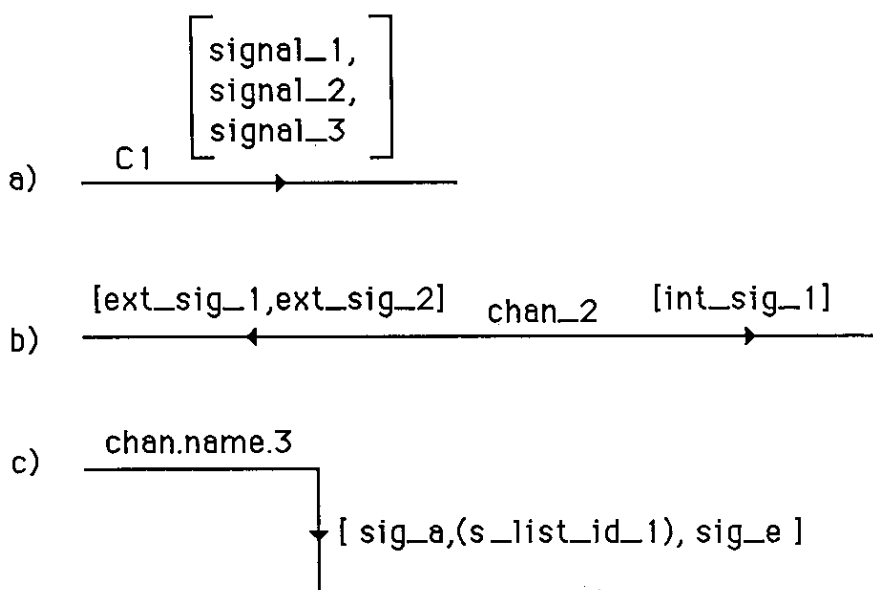 signal_1,
signal_2,
signal_3
C1
a)
[ext_sig_1,ext_sig_2] chan_2 [int_sig_1]
b)
chan.name.3
c)
[ sig_a,(s_list_id_1), sig_e ]